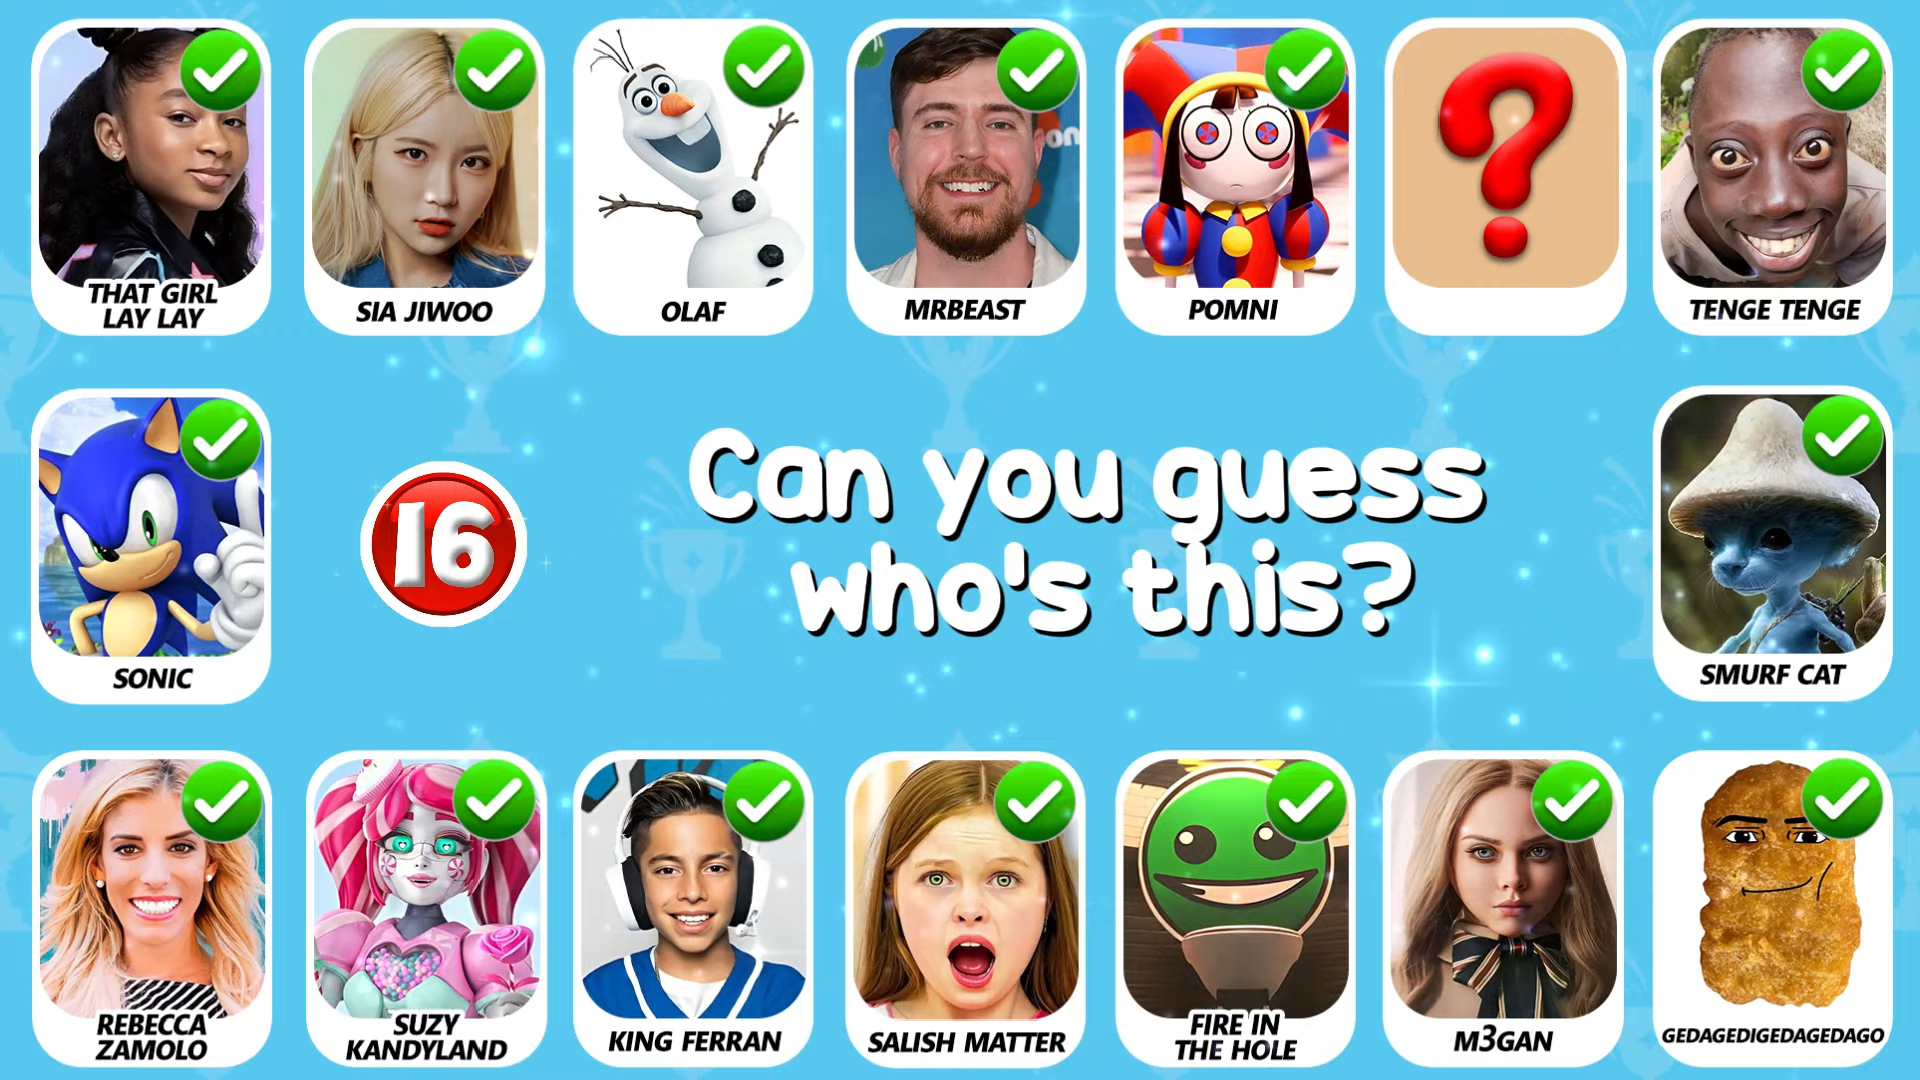 THAT GIRL
LAY LAY
SIA JIWOO
OLAF
on
MRBEAST
POMNI
?
TENGE TENGE
SONIC
16
Can you guess
who's this?
SMURF CAT
REBECCA
ZAMOLO
SUZY
KANDYLAND
KING FERRAN
SALISH MATTER
FIRE IN
THE HOLE
M3GAN
GEDAGEDIGEDAGEDAGO